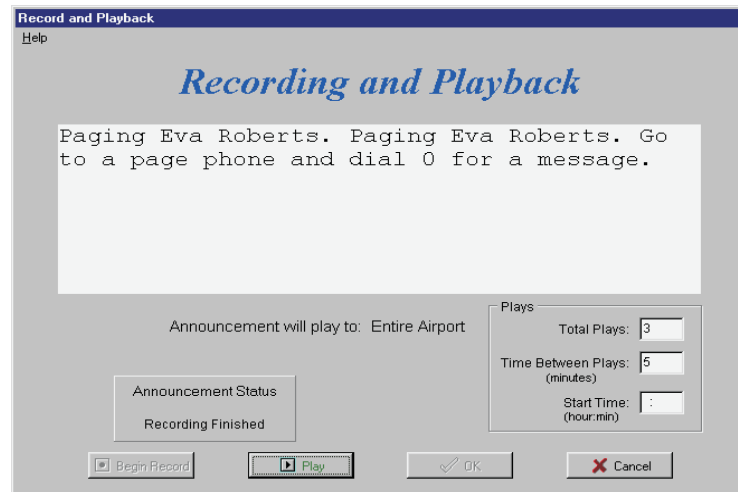 Record and Playback
Help
Recording and Playback
Paging Eva Roberts. Paging Eva Roberts. Go
to a page phone and dial 0 for a message.
Announcement will play to: Entire Airport
Plays
Total Plays: 3
Time Between Plays: 5
(minutes)
Start Time: :
(hour:min)
Announcement Status
Recording Finished
Begin Record Play OK Cancel